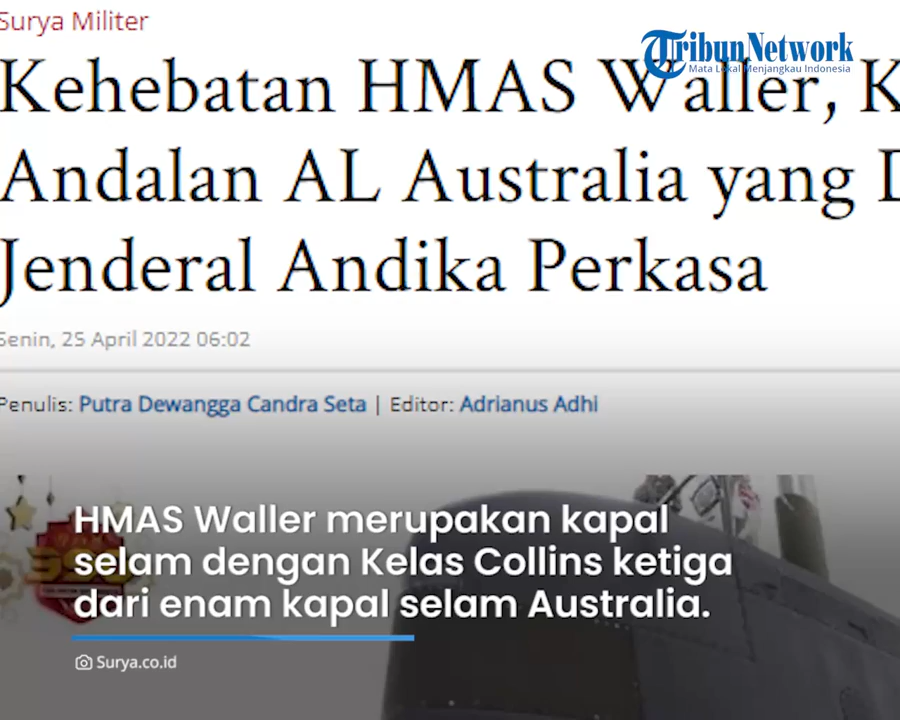 Surya Militer
TribunNetwork
Mata Lokal Menjangkau Indonesia
Kehebatan HMAS Waller, K
Andalan AL Australia yang D
Jenderal Andika Perkasa
Senin, 25 April 2022 06:02
Penulis: Putra Dewangga Candra Seta | Editor: Adrianus Adhi
HMAS Waller merupakan kapal
selam dengan Kelas Collins ketiga
dari enam kapal selam Australia.
Surya.co.id